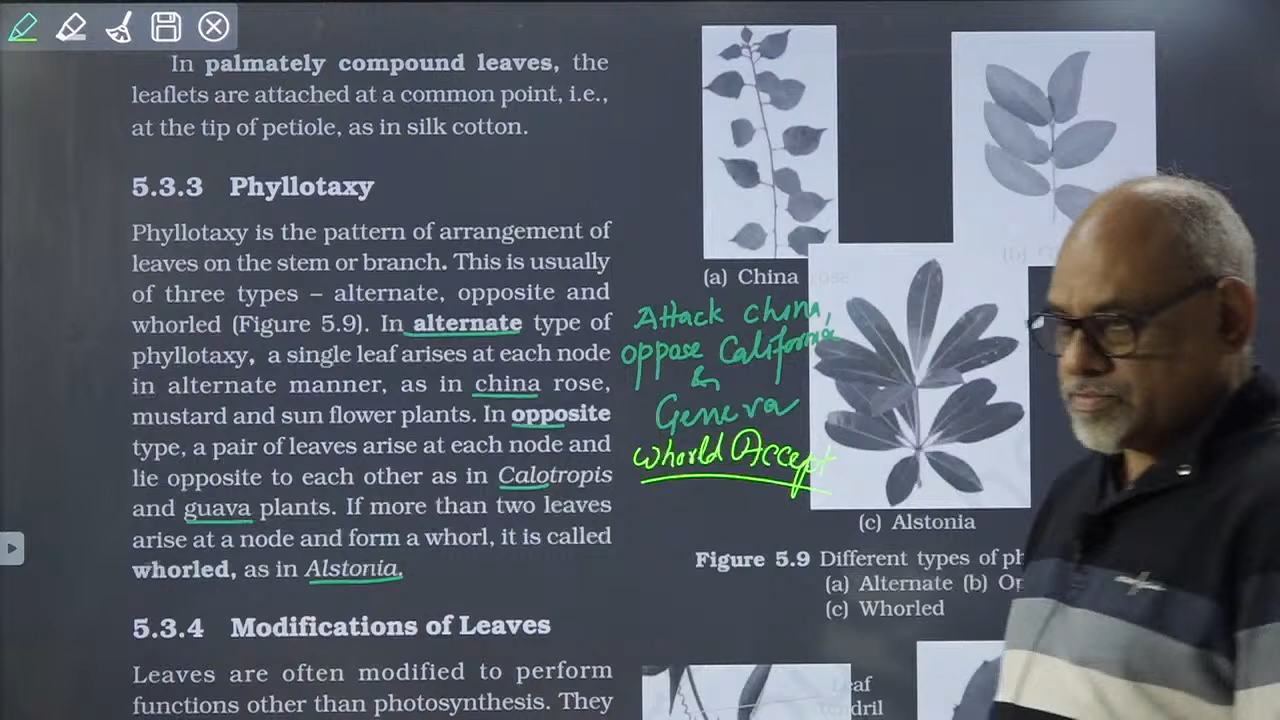 In palmately compound leaves, the
leaflets are attached at a common point, i.e.,
at the tip of petiole, as in silk cotton.
5.3.3 Phyllotaxy
Phyllotaxy is the pattern of arrangement of
leaves on the stem or branch. This is usually
of three types – alternate, opposite and
whorled (Figure 5.9). In alternate type of
phyllotaxy, a single leaf arises at each node
in alternate manner, as in china rose,
mustard and sun flower plants. In opposite
type, a pair of leaves arise at each node and
lie opposite to each other as in Calotropis
and guava plants. If more than two leaves
arise at a node and form a whorl, it is called
whorled, as in Alstonia.
5.3.4 Modifications of Leaves
Leaves are often modified to perform
functions other than photosynthesis. They
(a) China rose
(b) G
Attack China,
oppose California
&
Geneva
whorld Accept
(c) Alstonia
Figure 5.9 Different types of ph
(a) Alternate (b) Op
(c) Whorled
Leaf